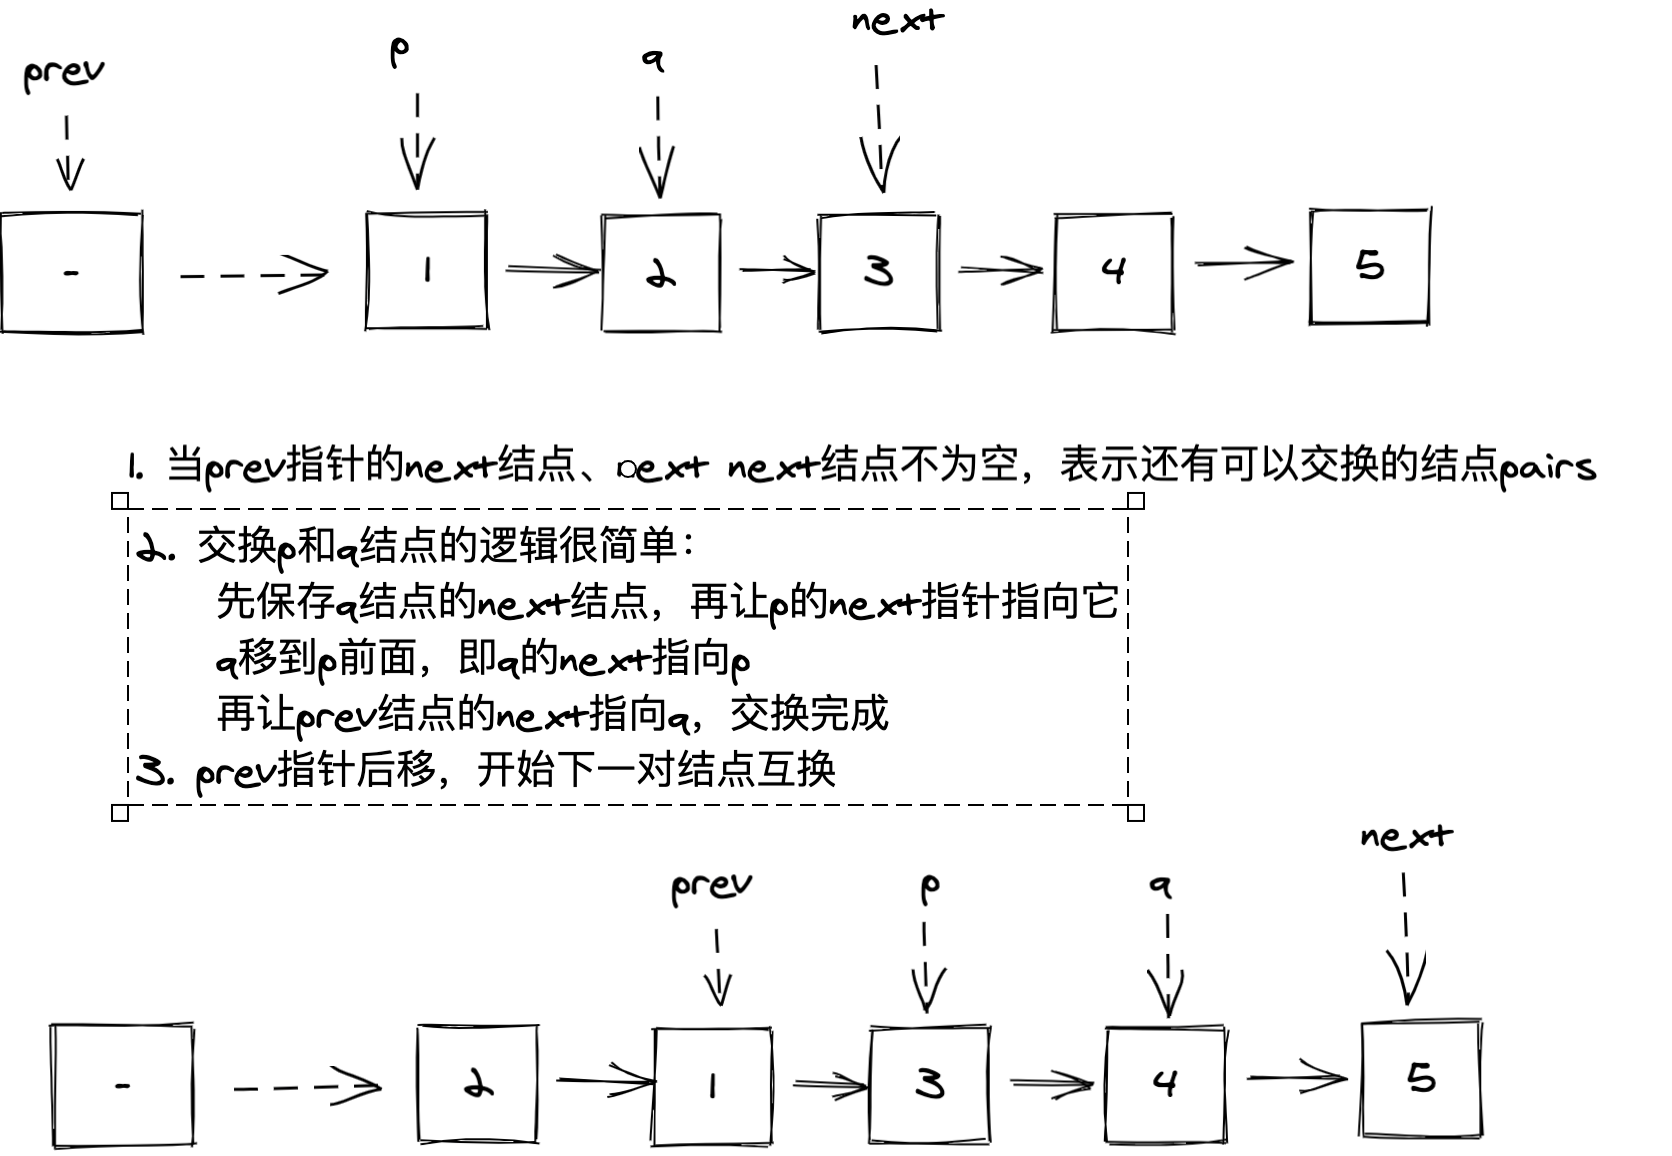 next
p
q
prev
- 1 2 3 4 5
1. 当prev指针的next结点、next next结点不为空，表示还有可以交换的结点pairs
2. 交换p和q结点的逻辑很简单：
先保存q结点的next结点，再让p的next指针指向它
q移到p前面，即q的next指向p
再让prev结点的next指向q，交换完成
3. prev指针后移，开始下一对结点互换
next
prev
p
q
- 2 1 3 4 5